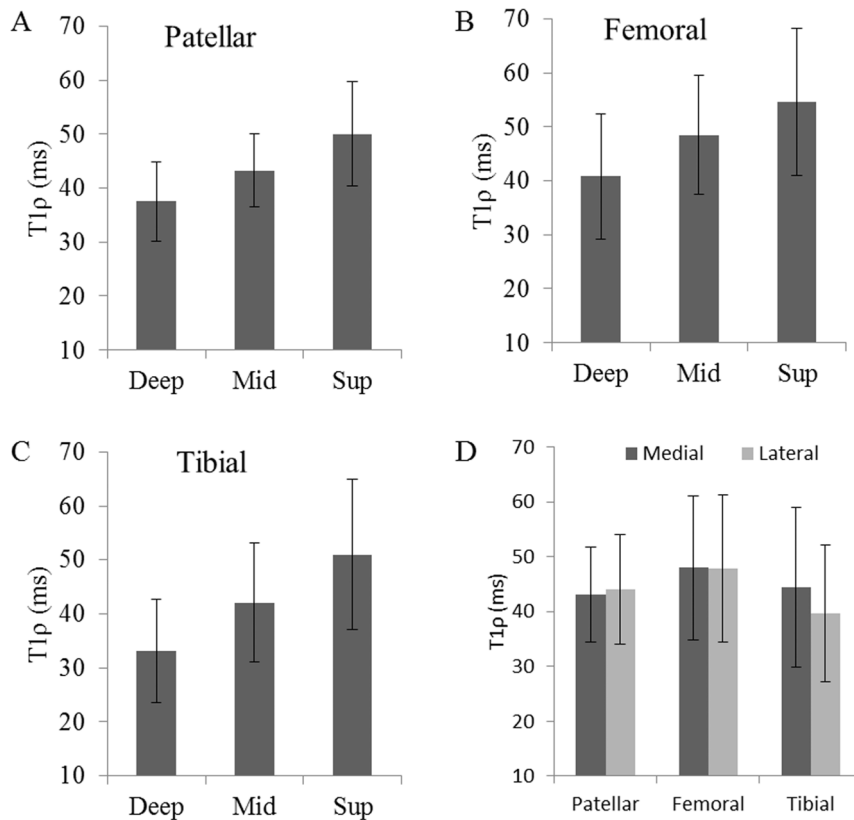 A
Patellar
T1ρ (ms)
70
60
50
40
30
20
10
Deep Mid Sup
B
Femoral
T1ρ (ms)
70
60
50
40
30
20
10
Deep Mid Sup
C
Tibial
T1ρ (ms)
70
60
50
40
30
20
10
Deep Mid Sup
D
Medial Lateral
T1ρ (ms)
70
60
50
40
30
20
10
Patellar Femoral Tibial